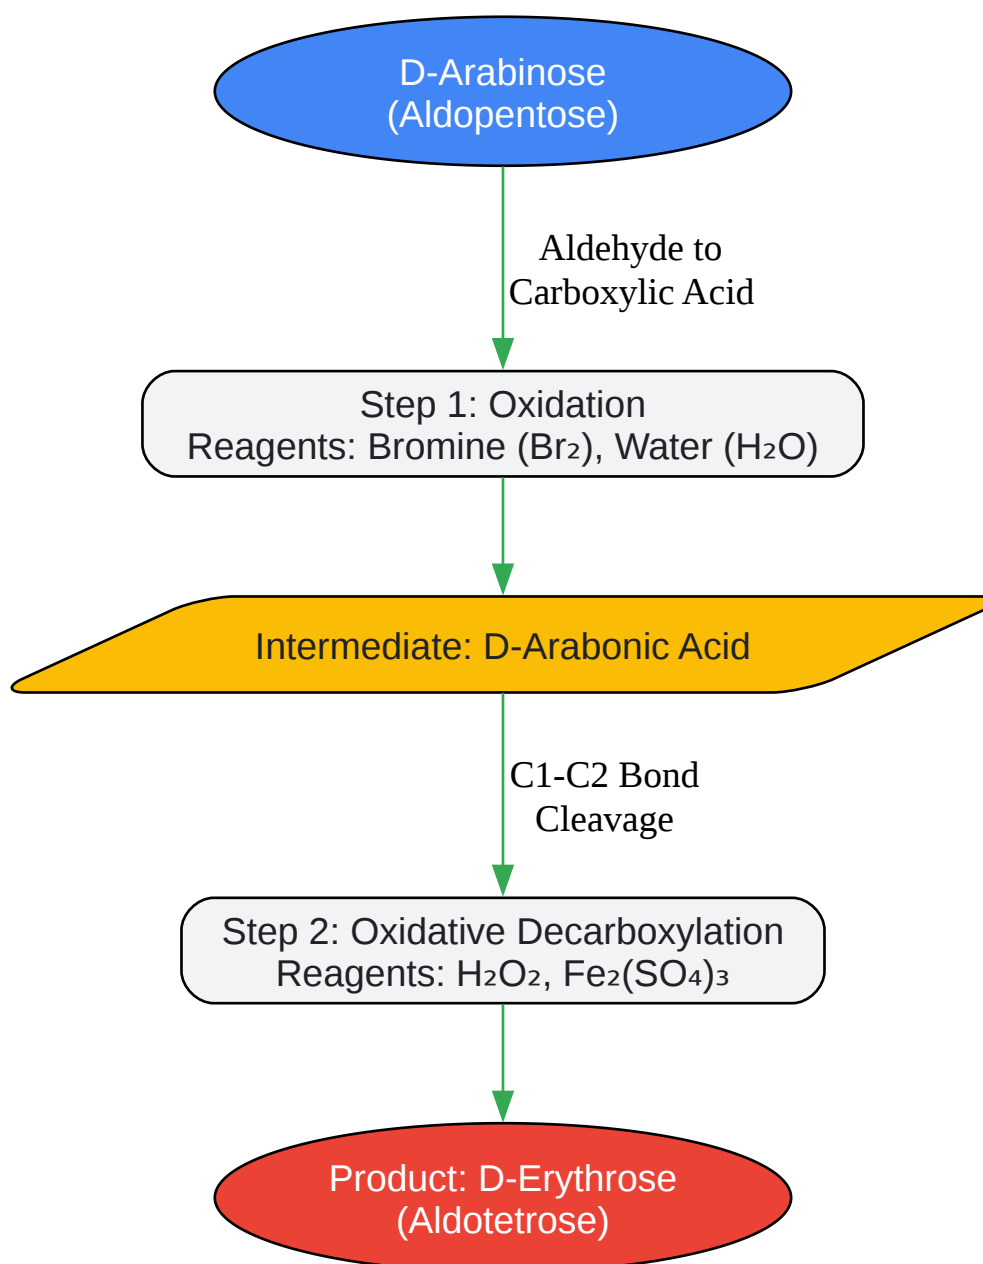 D-Arabinose
(Aldopentose)
Aldehyde to
Carboxylic Acid
Step 1: Oxidation
Reagents: Bromine (Br₂), Water (H₂O)
Intermediate: D-Arabonic Acid
C1-C2 Bond
Cleavage
Step 2: Oxidative Decarboxylation
Reagents: H₂O₂, Fe₂(SO₄)₃
Product: D-Erythrose
(Aldotetrose)